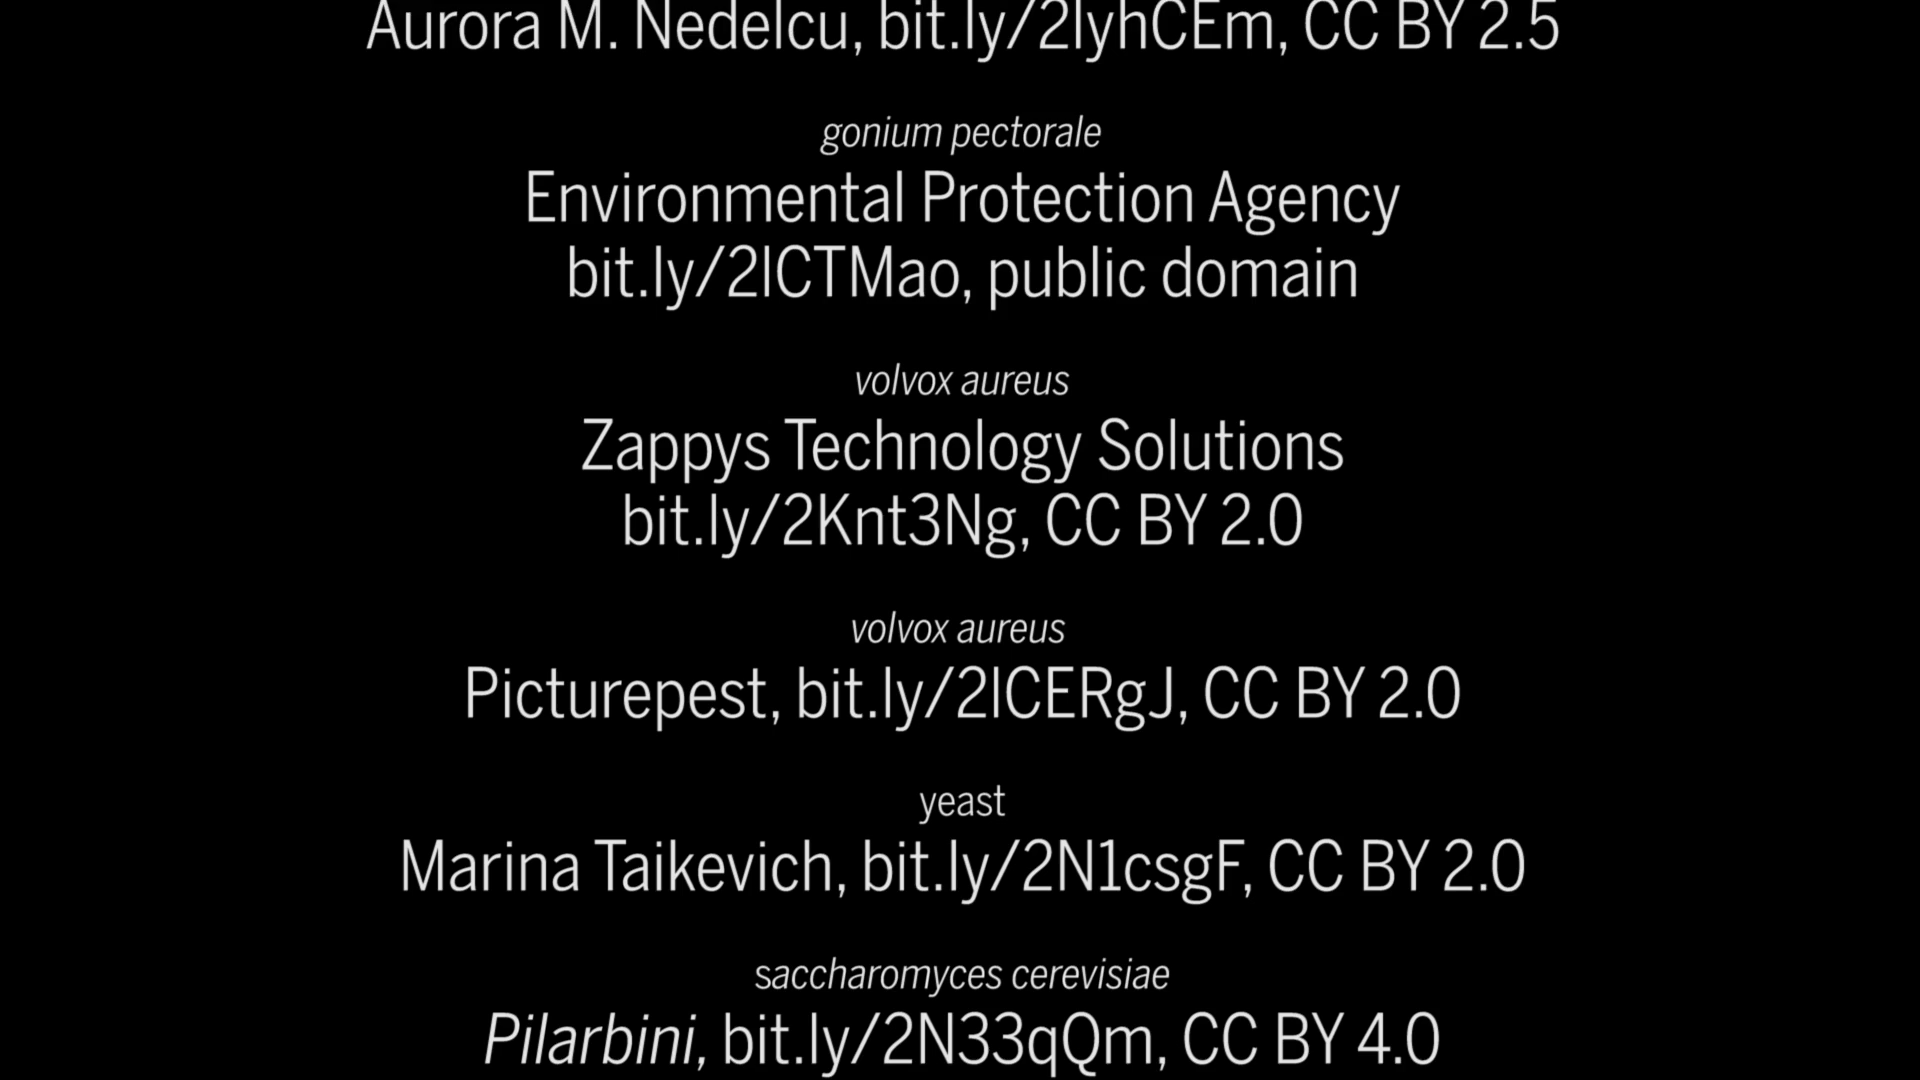 Aurora M. Nedelcu, bit.ly/2lyhCEm, CC BY 2.5
gonium pectorale
Environmental Protection Agency
bit.ly/2lCTMao, public domain
volvox aureus
Zappys Technology Solutions
bit.ly/2Knt3Ng, CC BY 2.0
volvox aureus
Picturepest, bit.ly/2lCERgJ, CC BY 2.0
yeast
Marina Taikevich, bit.ly/2N1csgF, CC BY 2.0
saccharomyces cerevisiae
Pilarbini, bit.ly/2N33qQm, CC BY 4.0